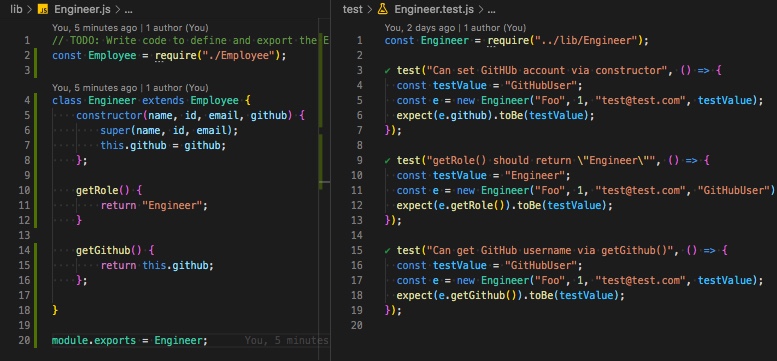 lib > JS Engineer.js > ...
You, 5 minutes ago | 1 author (You)
1 // TODO: Write code to define and export the E
2 const Employee = require("./Employee");
3
You, 5 minutes ago | 1 author (You)
4 class Engineer extends Employee {
5 constructor(name, id, email, github) {
6 super(name, id, email);
7 this.github = github;
8 };
9
10 getRole() {
11 return "Engineer";
12 }
13
14 getGithub() {
15 return this.github;
16 };
17
18 }
19
20 module.exports = Engineer; You, 5 minutes
test > Engineer.test.js > ...
You, 2 days ago | 1 author (You)
1 const Engineer = require("../lib/Engineer");
2
3 test("Can set GitHUb account via constructor", () => {
4 const testValue = "GitHubUser";
5 const e = new Engineer("Foo", 1, "test@test.com", testValue);
6 expect(e.github).toBe(testValue);
7 });
8
9 test("getRole() should return \"Engineer\"", () => {
10 const testValue = "Engineer";
11 const e = new Engineer("Foo", 1, "test@test.com", "GitHubUser")
12 expect(e.getRole()).toBe(testValue);
13 });
14
15 test("Can get GitHub username via getGithub()", () => {
16 const testValue = "GitHubUser";
17 const e = new Engineer("Foo", 1, "test@test.com", testValue);
18 expect(e.getGithub()).toBe(testValue);
19 });
20